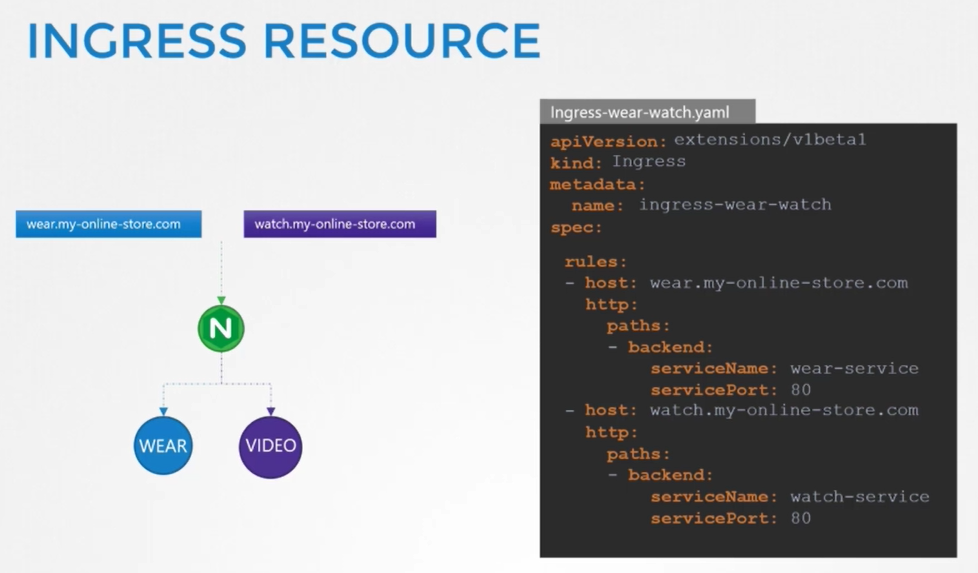 INGRESS RESOURCE
wear.my-online-store.com
watch.my-online-store.com
N
WEAR
VIDEO
Ingress-wear-watch.yaml
apiVersion: extensions/v1beta1
kind: Ingress
metadata:
  name: ingress-wear-watch
spec:
  rules:
  - host: wear.my-online-store.com
    http:
      paths:
      - backend:
          serviceName: wear-service
          servicePort: 80
  - host: watch.my-online-store.com
    http:
      paths:
      - backend:
          serviceName: watch-service
          servicePort: 80